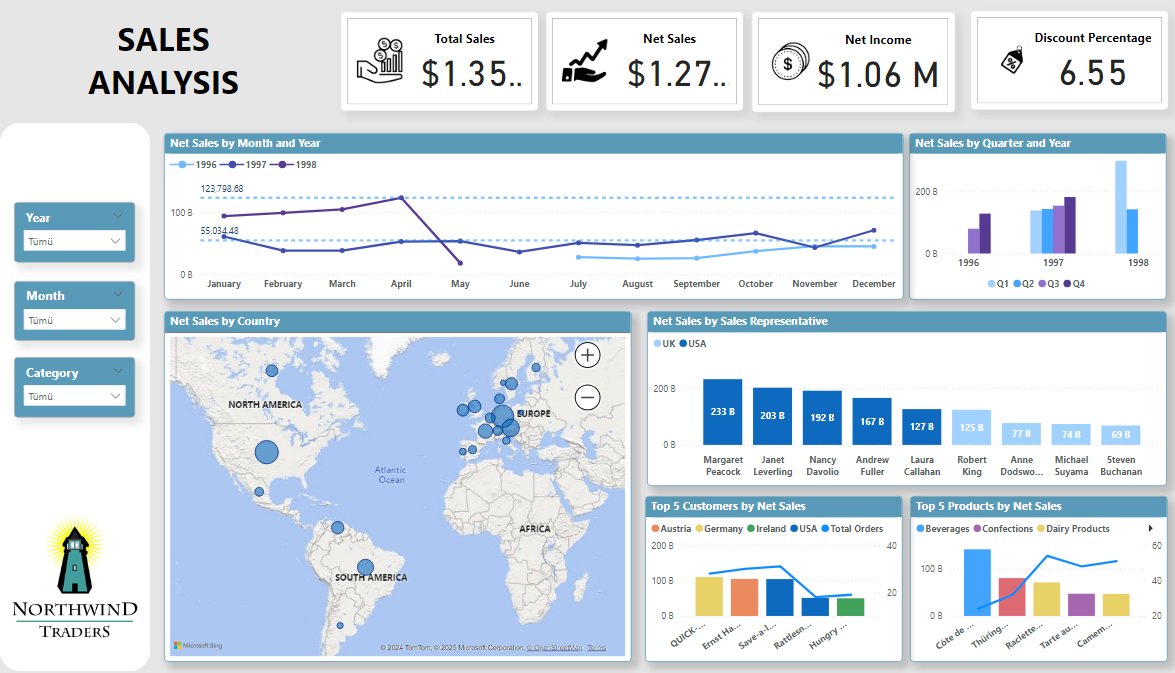 SALES
ANALYSIS
Total Sales
$1.35..
Net Sales
$1.27...
Net Income
$1.06 M
Discount Percentage
6.55
Year
Tümü
Month
Tümü
Category
Tümü
NORTHWIND
TRADERS
Net Sales by Month and Year
1996 1997 1998
123,798.68
100 B
55,034.48
0 B
January February March April May June July August September October November December
Net Sales by Quarter and Year
200 B
0 B
1996 1997 1998
Q1 Q2 Q3 Q4
Net Sales by Country
NORTH AMERICA
EUROPE
Atlantic
Ocean
AFRICA
SOUTH AMERICA
Microsoft Bing
© 2024 TomTom, © 2025 Microsoft Corporation, © OpenStreetMap Terms
Net Sales by Sales Representative
UK USA
200 B
0 B
233 B 203 B 192 B 167 B 127 B 125 B 77 B 74 B 69 B
Margaret Janet Nancy Andrew Laura Robert Anne Michael Steven
Peacock Leverling Davolio Fuller Callahan King Dodswo... Suyama Buchanan
Top 5 Customers by Net Sales
Austria Germany Ireland USA Total Orders
200 B 40
100 B
20
0 B
QUICK-... Ernst Ha... Save-a-l... Rattlesn... Hungry ...
Top 5 Products by Net Sales
Beverages Confections Dairy Products
60
100 B
40
0 B 20
Côte de ... Thüring... Raclette... Tarte au... Camem...